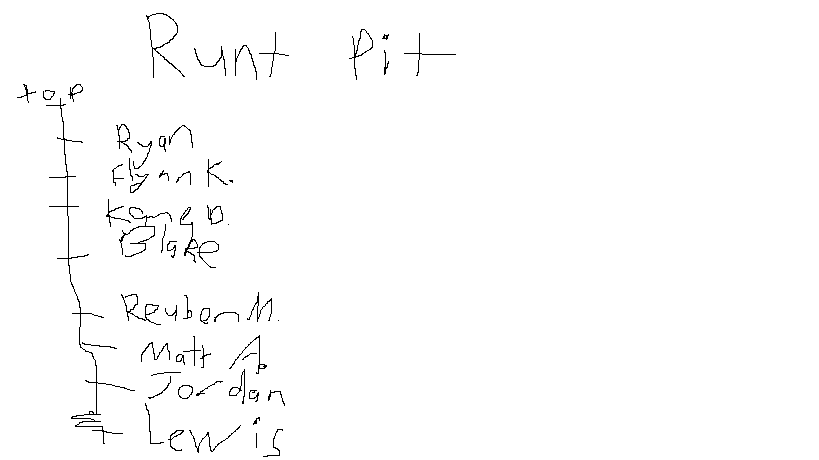 Runt Pit
top
Ryan
Flynn K.
Kane D.
Blake
Reuben M.
Matt A.
Jordan
Lewis